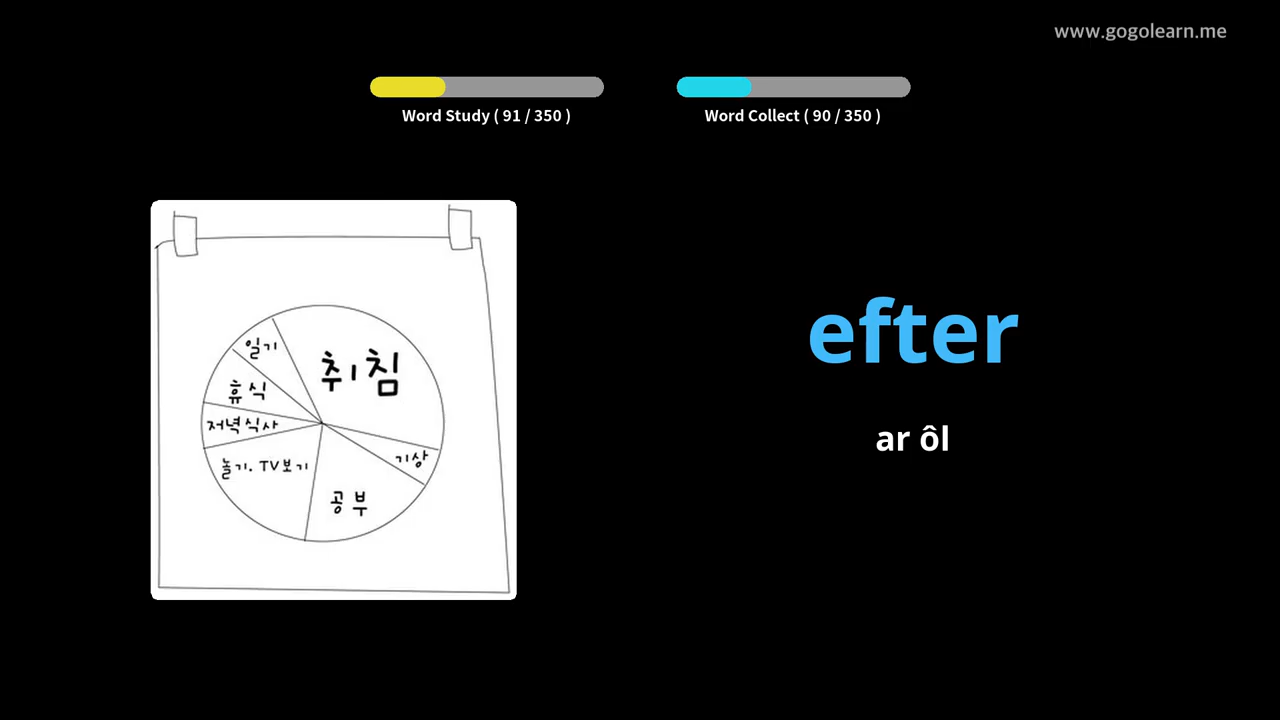 www.gogolearn.me
Word Study ( 91 / 350 )
Word Collect ( 90 / 350 )
일기
취침
휴식
저녁식사
놀기. TV보기
기상
공부
efter
ar ôl